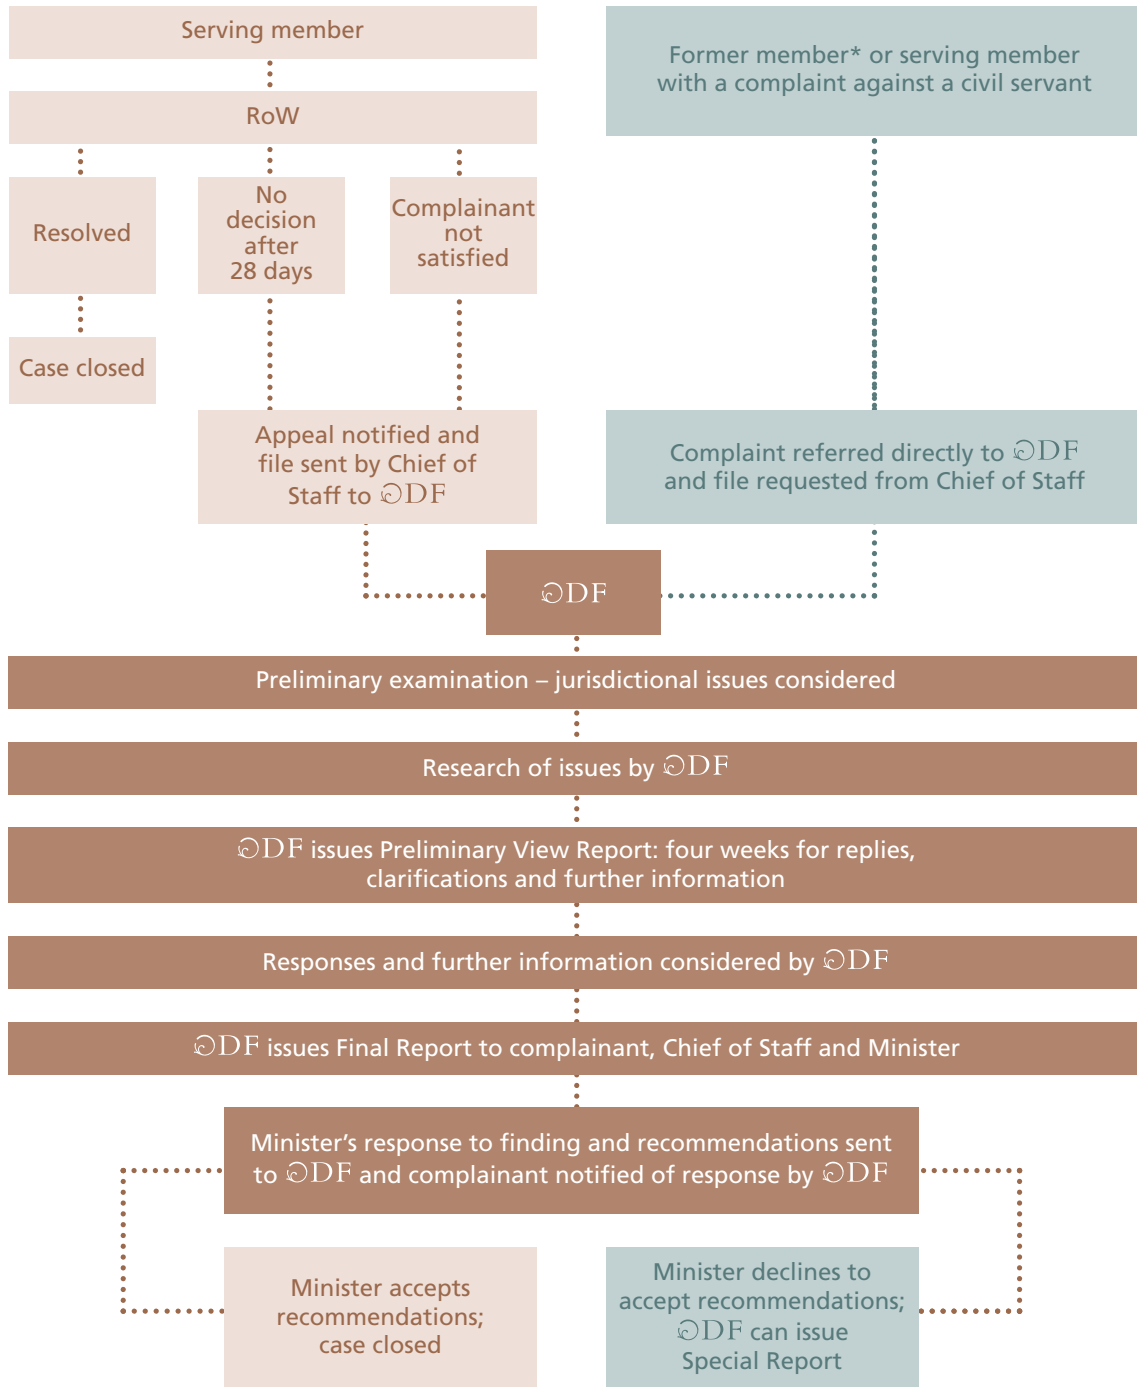 Serving member
RoW
Resolved
No
decision
after
28 days
Complainant
not
satisfied
Case closed
Appeal notified and
file sent by Chief of
Staff to ODF
Former member* or serving member
with a complaint against a civil servant
Complaint referred directly to ODF
and file requested from Chief of Staff
ODF
Preliminary examination – jurisdictional issues considered
Research of issues by ODF
ODF issues Preliminary View Report: four weeks for replies,
clarifications and further information
Responses and further information considered by ODF
ODF issues Final Report to complainant, Chief of Staff and Minister
Minister’s response to finding and recommendations sent
to ODF and complainant notified of response by ODF
Minister accepts
recommendations;
case closed
Minister declines to
accept recommendations;
ODF can issue
Special Report